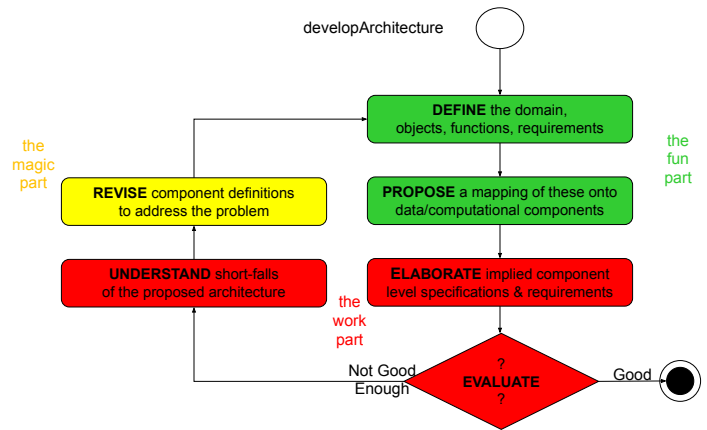 developArchitecture
DEFINE the domain,
objects, functions, requirements
the
fun
part
PROPOSE a mapping of these onto
data/computational components
ELABORATE implied component
level specifications & requirements
the
work
part
?
EVALUATE
?
Good
Not Good
Enough
UNDERSTAND short-falls
of the proposed architecture
REVISE component definitions
to address the problem
the
magic
part